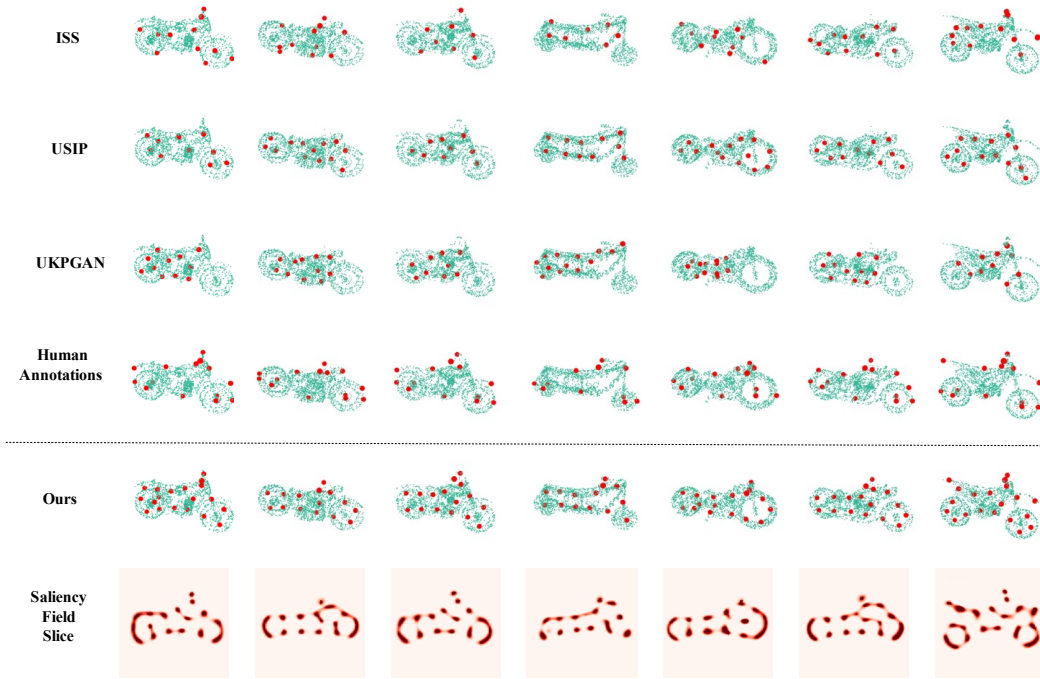 ISS
USIP
UKPGAN
Human
Annotations
Ours
Saliency
Field
Slice